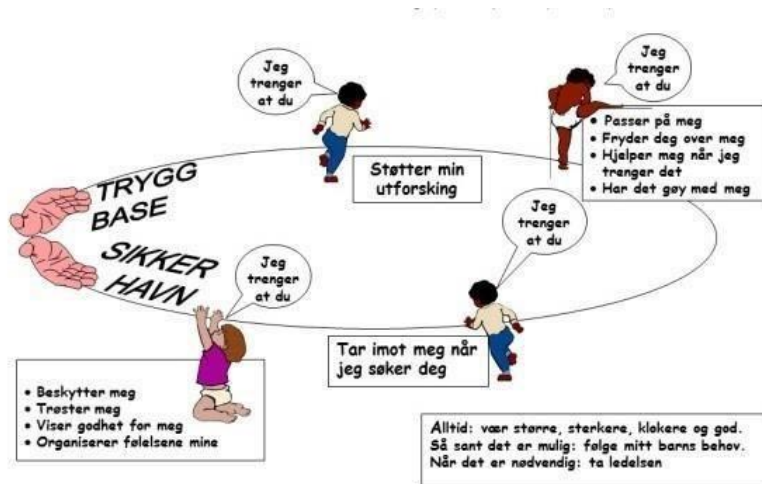 Jeg
trenger
at du
Jeg
trenger
at du
• Passer på meg
• Fryder deg over meg
• Hjelper meg når jeg
trenger det
• Har det gøy med meg
Støtter min
utforsking
TRYGG
BASE
SIKKER
HAVN
Jeg
trenger
at du
Jeg
trenger
at du
Tar imot meg når
jeg søker deg
• Beskytter meg
• Trøster meg
• Viser godhet for meg
• Organiserer følelsene mine
Alltid: vær større, sterkere, klokere og god.
Så sant det er mulig: følge mitt barns behov.
Når det er nødvendig: ta ledelsen